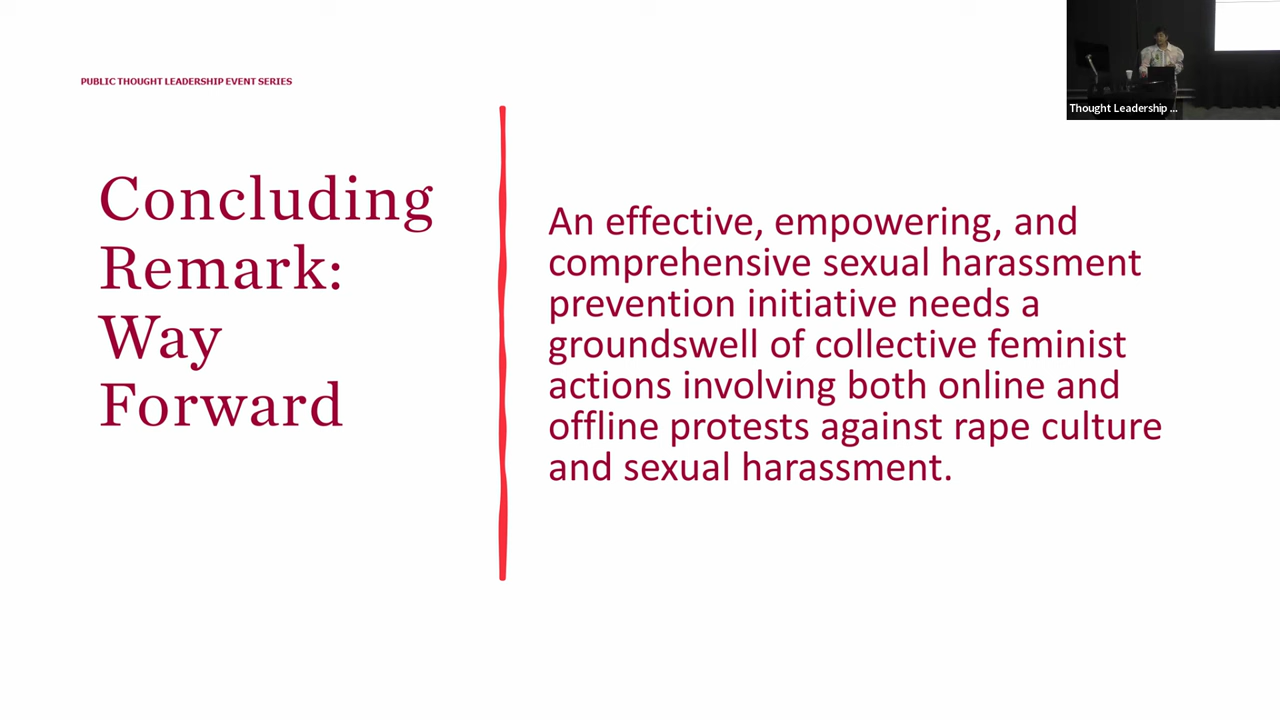 PUBLIC THOUGHT LEADERSHIP EVENT SERIES
Thought Leadership ...
Concluding
Remark:
Way
Forward
An effective, empowering, and
comprehensive sexual harassment
prevention initiative needs a
groundswell of collective feminist
actions involving both online and
offline protests against rape culture
and sexual harassment.